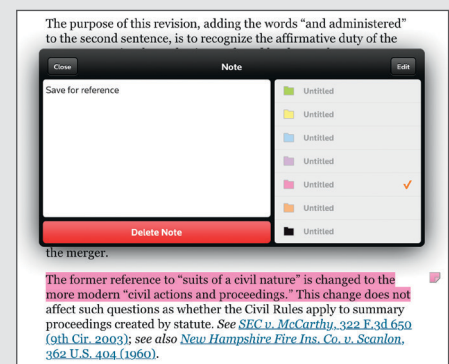 The purpose of this revision, adding the words “and administered”
to the second sentence, is to recognize the affirmative duty of the
Close
Note
Edit
Save for reference
Untitled
Untitled
Untitled
Untitled
Untitled
Untitled
Untitled
Delete Note
the merger.
The former reference to “suits of a civil nature” is changed to the
more modern “civil actions and proceedings.” This change does not
affect such questions as whether the Civil Rules apply to summary
proceedings created by statute. See SEC v. McCarthy, 322 F.3d 650
(9th Cir. 2003); see also New Hampshire Fire Ins. Co. v. Scanlon,
362 U.S. 404 (1960).